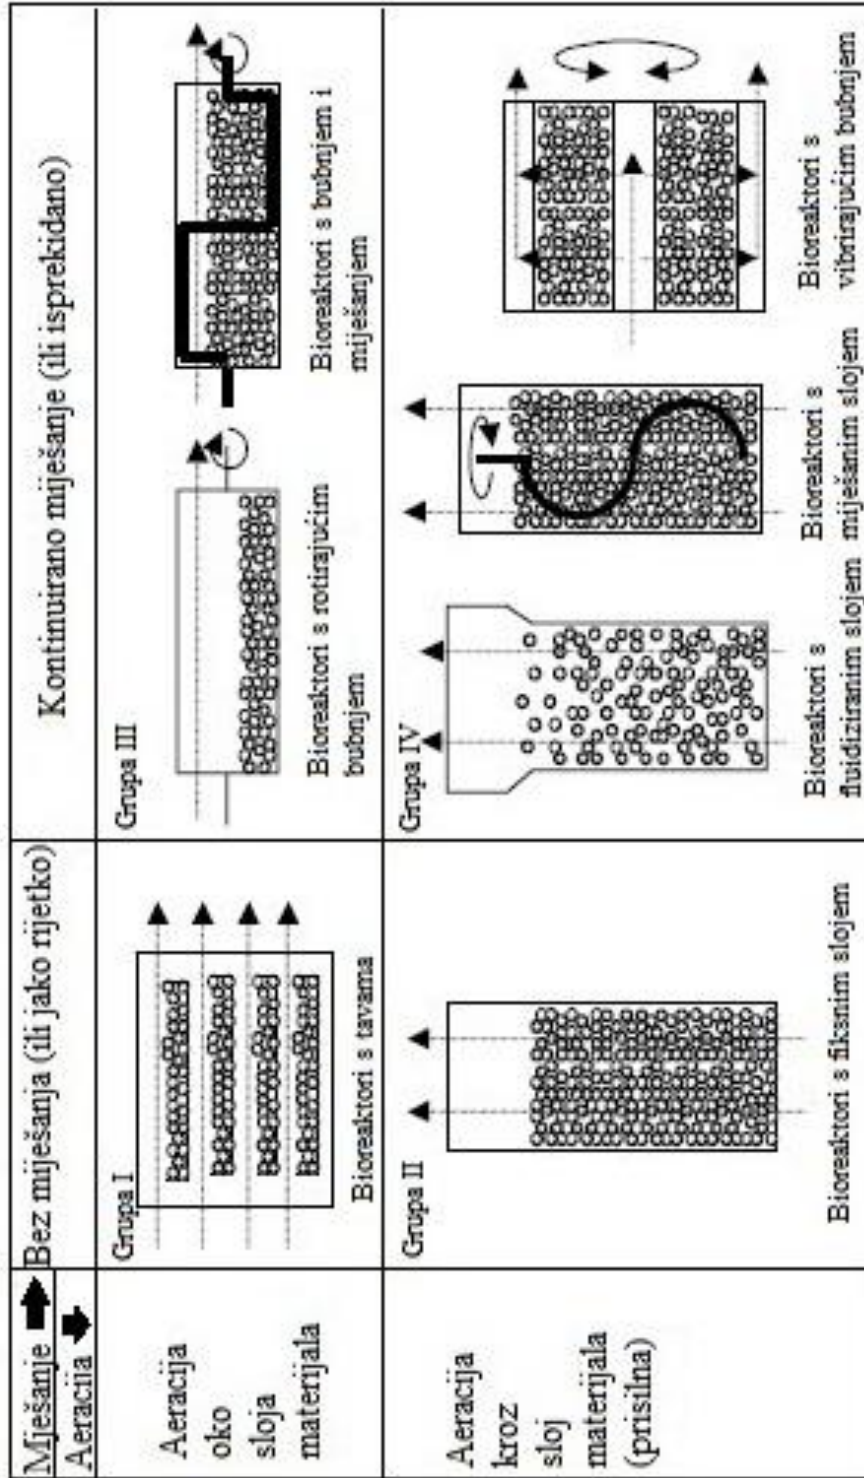 Mješanje
Aeracija
Bez miješanja (ili jako rijetko)
Kontinuirano miješanje (ili isprekidano)
Aeracija
oko
sloja
materijala
Grupa I
Bioreaktori s tavama
Grupa III
Bioreaktori s rotirajućim
bubnjem
Bioreaktori s bubnjem i
miješanjem
Aeracija
kroz
sloj
materijala
(prisilna)
Grupa II
Bioreaktori s fiksnim slojem
Grupa IV
Bioreaktori s
fluidiziranim slojem
Bioreaktori s
miješanim slojem
Bioreaktori s
vibrirajućim bubnjem